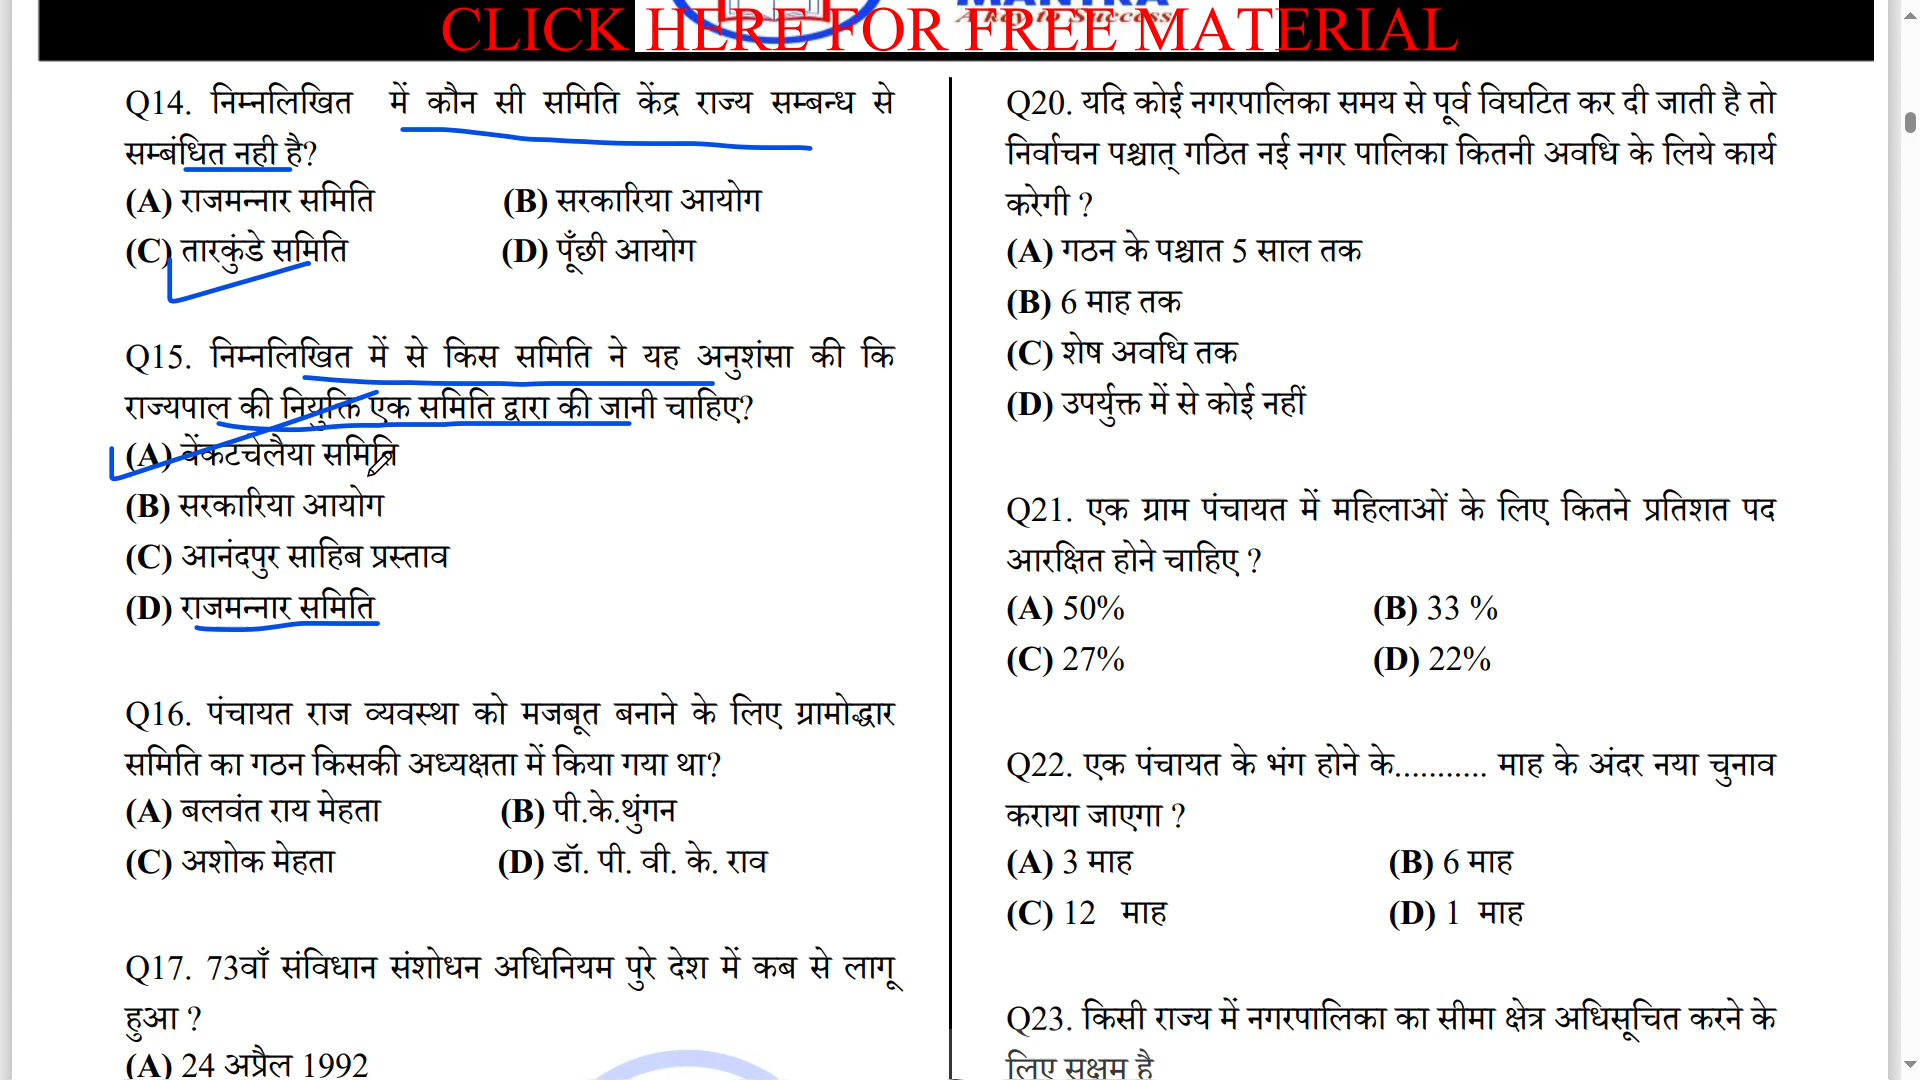 MANTRA
A Key to Success
CLICK HERE FOR FREE MATERIAL
Q14. निम्नलिखित में कौन सी समिति केंद्र राज्य सम्बन्ध से
सम्बंधित नही है?
(A) राजमन्नार समिति (B) सरकारिया आयोग
(C) तारकुंडे समिति (D) पूँछी आयोग
Q15. निम्नलिखित में से किस समिति ने यह अनुशंसा की कि
राज्यपाल की नियुक्ति एक समिति द्वारा की जानी चाहिए?
(A) वेंकटचेलैया समिति
(B) सरकारिया आयोग
(C) आनंदपुर साहिब प्रस्ताव
(D) राजमन्नार समिति
Q16. पंचायत राज व्यवस्था को मजबूत बनाने के लिए ग्रामोद्धार
समिति का गठन किसकी अध्यक्षता में किया गया था?
(A) बलवंत राय मेहता (B) पी.के.थुंगन
(C) अशोक मेहता (D) डॉ. पी. वी. के. राव
Q17. 73वाँ संविधान संशोधन अधिनियम पुरे देश में कब से लागू
हुआ ?
(A) 24 अप्रैल 1992
Q20. यदि कोई नगरपालिका समय से पूर्व विघटित कर दी जाती है तो
निर्वाचन पश्चात् गठित नई नगर पालिका कितनी अवधि के लिये कार्य
करेगी ?
(A) गठन के पश्चात 5 साल तक
(B) 6 माह तक
(C) शेष अवधि तक
(D) उपर्युक्त में से कोई नहीं
Q21. एक ग्राम पंचायत में महिलाओं के लिए कितने प्रतिशत पद
आरक्षित होने चाहिए ?
(A) 50% (B) 33 %
(C) 27% (D) 22%
Q22. एक पंचायत के भंग होने के........... माह के अंदर नया चुनाव
कराया जाएगा ?
(A) 3 माह (B) 6 माह
(C) 12 माह (D) 1 माह
Q23. किसी राज्य में नगरपालिका का सीमा क्षेत्र अधिसूचित करने के
लिए सक्षम है